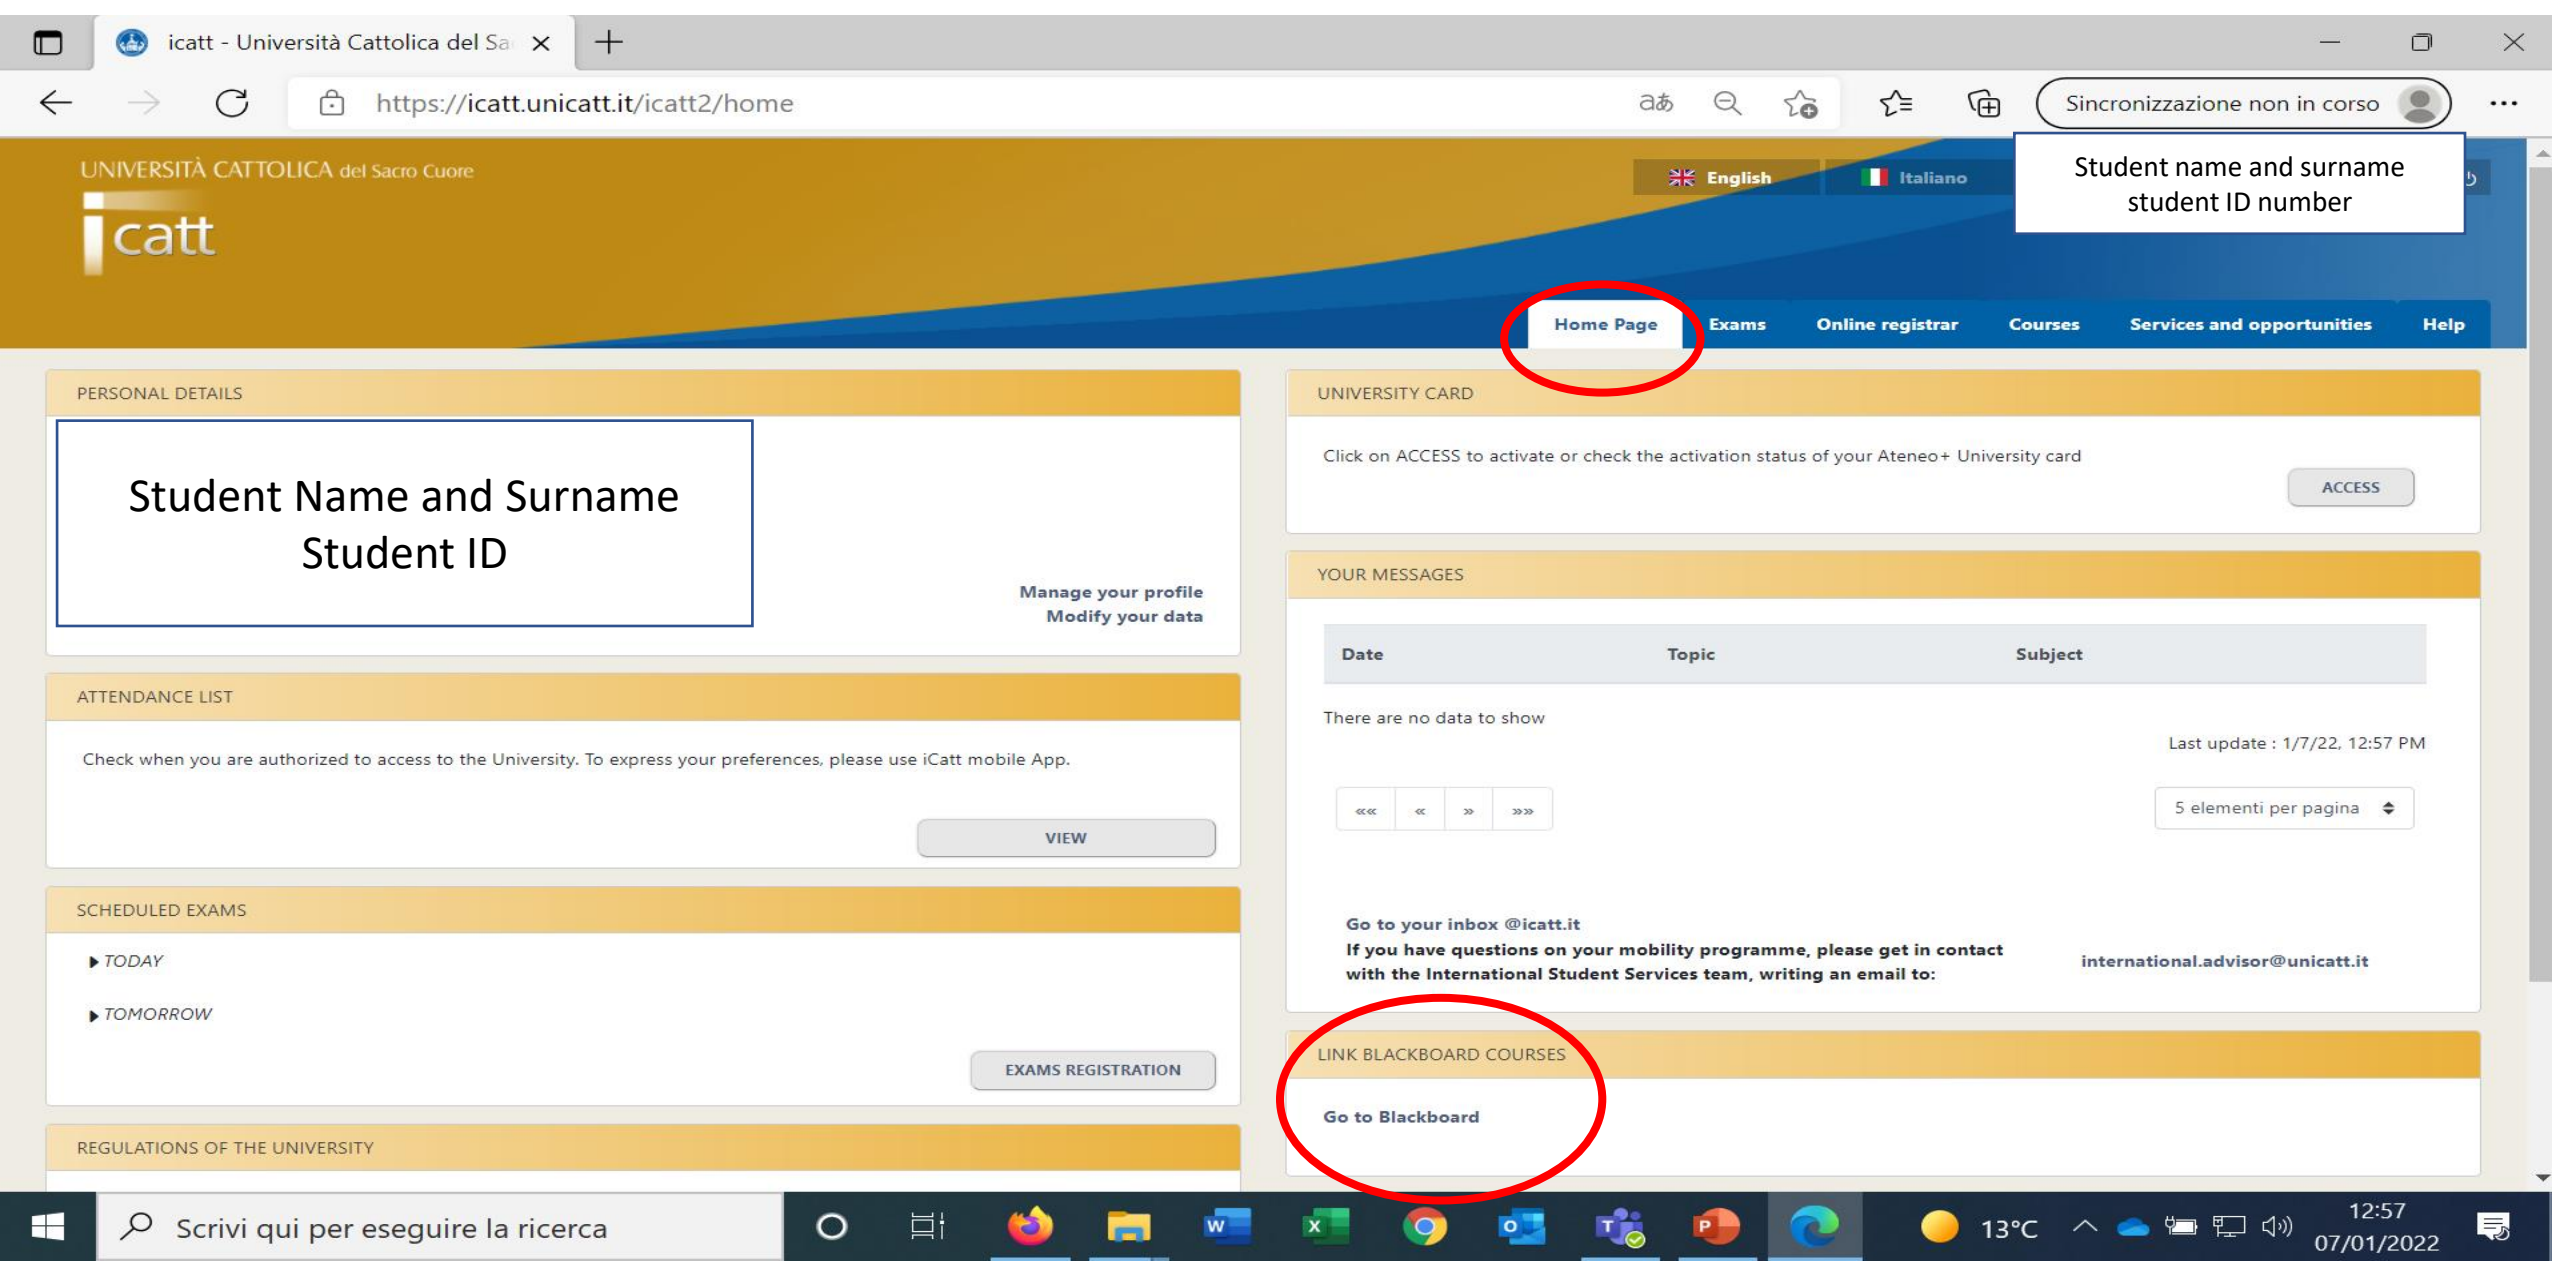 icatt - Università Cattolica del Sa
https://icatt.unicatt.it/icatt2/home
aあ
Sincronizzazione non in corso
UNIVERSITÀ CATTOLICA del Sacro Cuore
icatt
English
Italiano
Student name and surname
student ID number
Home Page
Exams
Online registrar
Courses
Services and opportunities
Help
PERSONAL DETAILS
Student Name and Surname
Student ID
Manage your profile
Modify your data
ATTENDANCE LIST
Check when you are authorized to access to the University. To express your preferences, please use iCatt mobile App.
VIEW
SCHEDULED EXAMS
TODAY
TOMORROW
EXAMS REGISTRATION
REGULATIONS OF THE UNIVERSITY
UNIVERSITY CARD
Click on ACCESS to activate or check the activation status of your Ateneo+ University card
ACCESS
YOUR MESSAGES
Date Topic Subject
There are no data to show
Last update : 1/7/22, 12:57 PM
«« « » »»
5 elementi per pagina
Go to your inbox @icatt.it
If you have questions on your mobility programme, please get in contact
with the International Student Services team, writing an email to:
international.advisor@unicatt.it
LINK BLACKBOARD COURSES
Go to Blackboard
Scrivi qui per eseguire la ricerca
13°C
12:57
07/01/2022